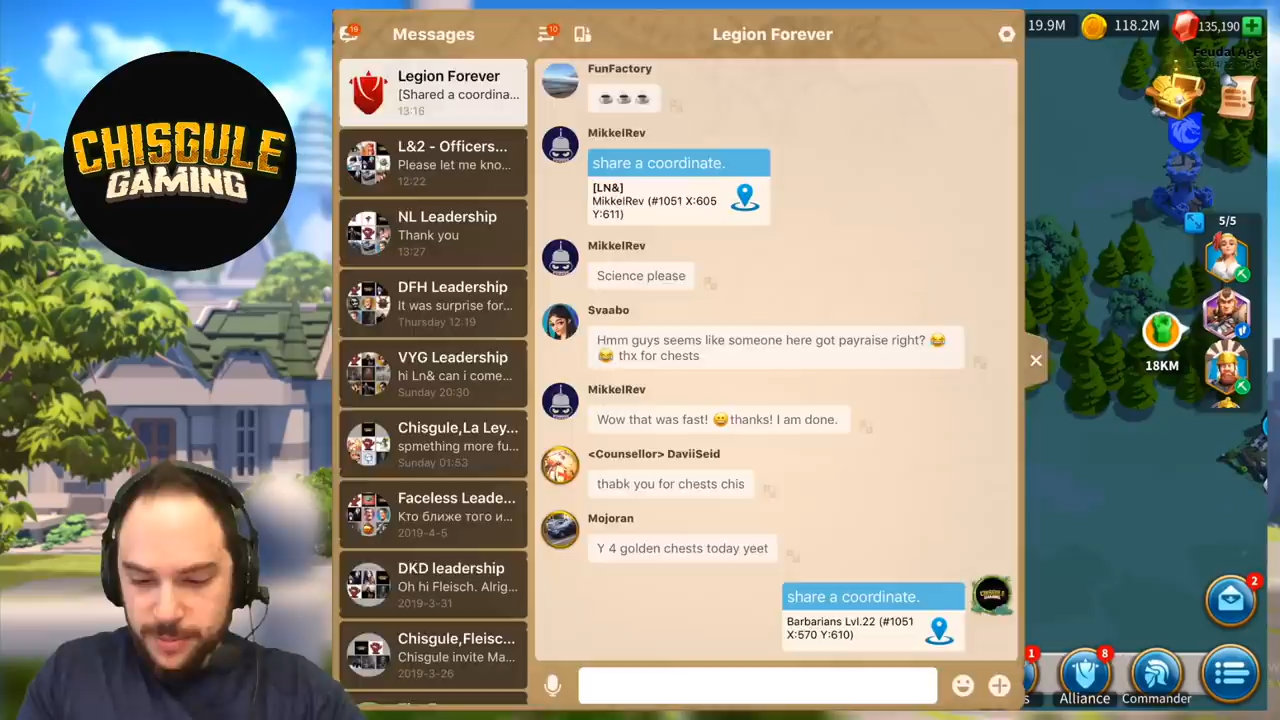 CHISGULE
GAMING
19
Messages
Legion Forever
[Shared a coordina...
13:16
L&2 - Officers...
Please let me kno...
12:22
NL Leadership
Thank you
13:27
DFH Leadership
It was surprise for...
Thursday 12:19
VYG Leadership
hi Ln& can i come...
Sunday 20:30
Chisgule,La Ley...
spmething more fu...
Sunday 01:53
Faceless Leade...
Кто ближе того и...
2019-4-5
DKD leadership
Oh hi Fleisch. Alrig...
2019-3-31
Chisgule,Fleisc...
Chisgule invite Ma...
2019-3-26
10
Legion Forever
FunFactory
MikkelRev
share a coordinate.
[LN&]
MikkelRev (#1051 X:605
Y:611)
MikkelRev
Science please
Svaabo
Hmm guys seems like someone here got payraise right? 😂
😂 thx for chests
MikkelRev
Wow that was fast! 😄thanks! I am done.
<Counsellor> DaviiSeid
thabk you for chests chis
Mojoran
Y 4 golden chests today yeet
share a coordinate.
Barbarians Lvl.22 (#1051
X:570 Y:610)
19.9M
118.2M
135,190
Feudal Age
5/5
18KM
2
1
8
Alliance
Commander